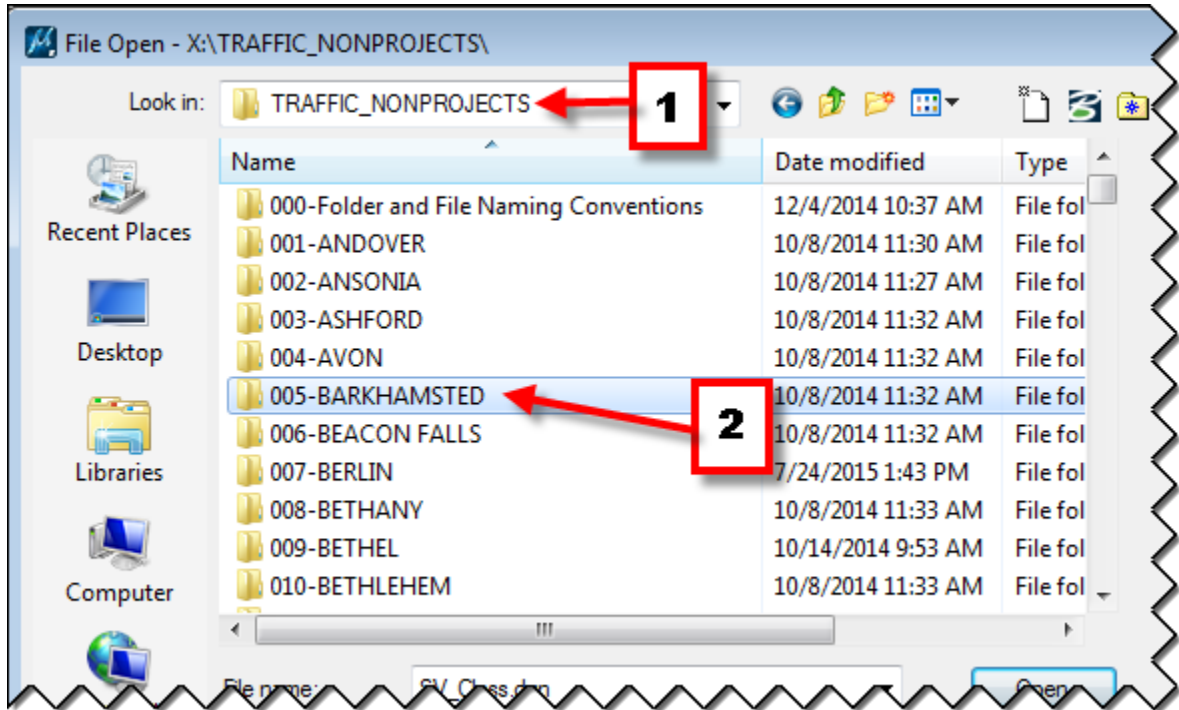 File Open - X:\TRAFFIC_NONPROJECTS\
Look in: TRAFFIC_NONPROJECTS 1
Name Date modified Type
000-Folder and File Naming Conventions 12/4/2014 10:37 AM File fol
001-ANDOVER 10/8/2014 11:30 AM File fol
Recent Places
002-ANSONIA 10/8/2014 11:27 AM File fol
003-ASHFORD 10/8/2014 11:32 AM File fol
Desktop
004-AVON 10/8/2014 11:32 AM File fol
005-BARKHAMSTED 2 10/8/2014 11:32 AM File fol
006-BEACON FALLS 10/8/2014 11:32 AM File fol
Libraries
007-BERLIN 7/24/2015 1:43 PM File fol
008-BETHANY 10/8/2014 11:33 AM File fol
009-BETHEL 10/14/2014 9:53 AM File fol
Computer
010-BETHLEHEM 10/8/2014 11:33 AM File fol
File name: Open